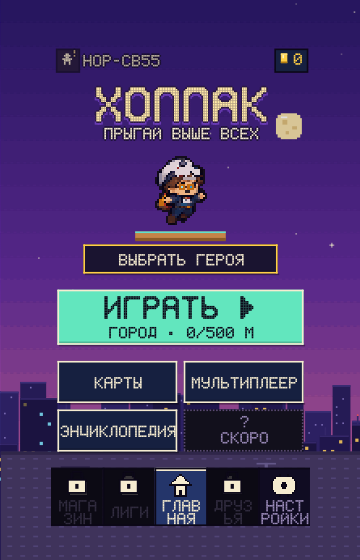 HOP-CB55
0
ХОППАК
ПРЫГАЙ ВЫШЕ ВСЕХ
ВЫБРАТЬ ГЕРОЯ
ИГРАТЬ
ГОРОД · 0/500 М
КАРТЫ
МУЛЬТИПЛЕЕР
ЭНЦИКЛОПЕДИЯ
?
СКОРО
МАГА
ЗИН
ЛИГИ
ГЛАВ
НАЯ
ДРУЗ
ЬЯ
НАСТ
РОЙКИ